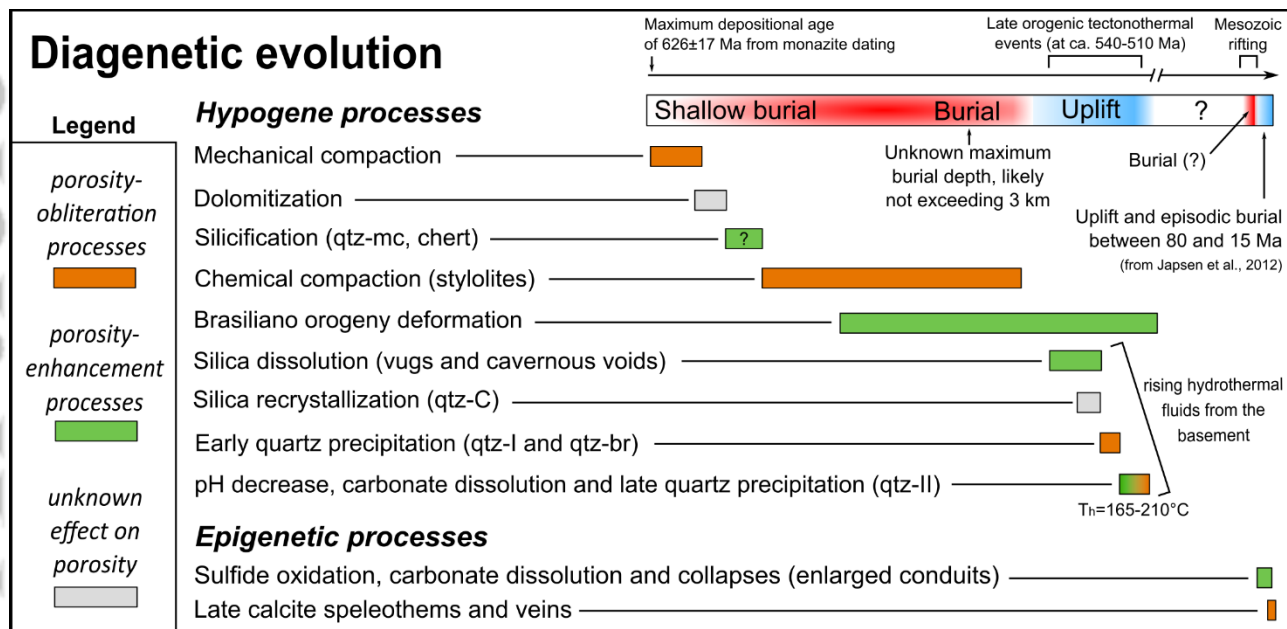 Diagenetic evolution
Maximum depositional age
of 626±17 Ma from monazite dating
Late orogenic tectonothermal
events (at ca. 540-510 Ma)
Mesozoic
rifting
Legend
porosity-
obliteration
processes
porosity-
enhancement
processes
unknown
effect on
porosity
Hypogene processes
Shallow burial
Burial
Uplift
?
Unknown maximum
burial depth, likely
not exceeding 3 km
Burial (?)
Uplift and episodic burial
between 80 and 15 Ma
(from Japsen et al., 2012)
Mechanical compaction
Dolomitization
Silicification (qtz-mc, chert)
?
Chemical compaction (stylolites)
Brasiliano orogeny deformation
Silica dissolution (vugs and cavernous voids)
Silica recrystallization (qtz-C)
Early quartz precipitation (qtz-I and qtz-br)
pH decrease, carbonate dissolution and late quartz precipitation (qtz-II)
rising hydrothermal
fluids from the
basement
Th=165-210°C
Epigenetic processes
Sulfide oxidation, carbonate dissolution and collapses (enlarged conduits)
Late calcite speleothems and veins